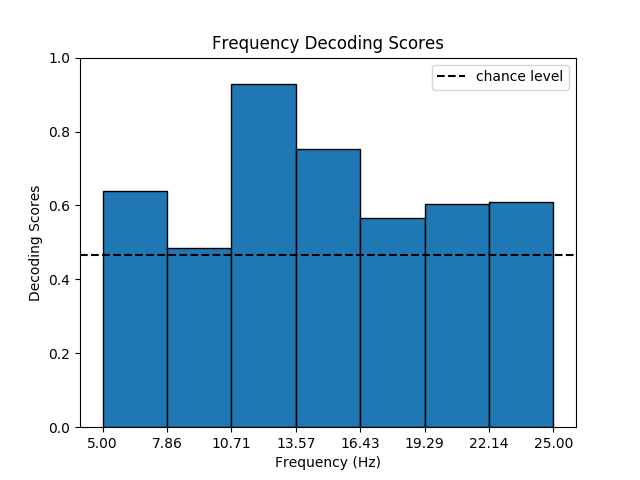 Frequency Decoding Scores
chance level
Decoding Scores
1.0
0.8
0.6
0.4
0.2
0.0
5.00 7.86 10.71 13.57 16.43 19.29 22.14 25.00
Frequency (Hz)